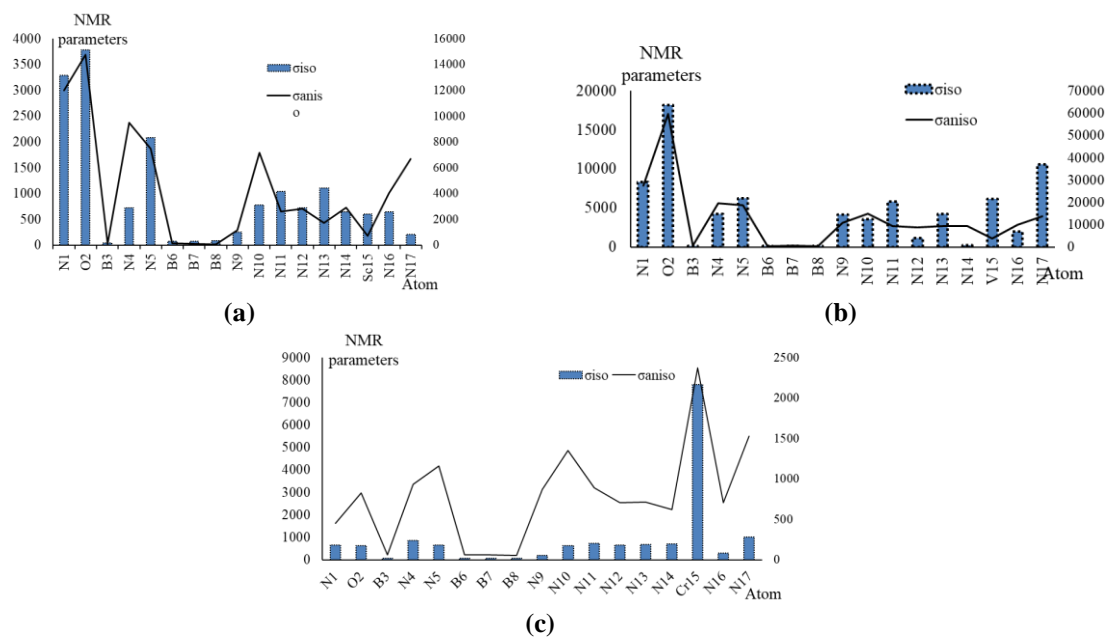 NMR
parameters
4000
3500
3000
2500
2000
1500
1000
500
0
16000
14000
12000
10000
8000
6000
4000
2000
0
σiso
σanis
o
N1 O2 B3 N4 N5 B6 B7 B8 N9 N10 N11 N12 N13 N14 Sc15 N16 N17
Atom
(a)
NMR
parameters
20000
15000
10000
5000
0
70000
60000
50000
40000
30000
20000
10000
0
σiso
σaniso
N1 O2 B3 N4 N5 B6 B7 B8 N9 N10 N11 N12 N13 N14 V15 N16 N17
Atom
(b)
NMR
parameters
9000
8000
7000
6000
5000
4000
3000
2000
1000
0
2500
2000
1500
1000
500
0
σiso σaniso
N1 O2 B3 N4 N5 B6 B7 B8 N9 N10 N11 N12 N13 N14 Cr15 N16 N17
Atom
(c)